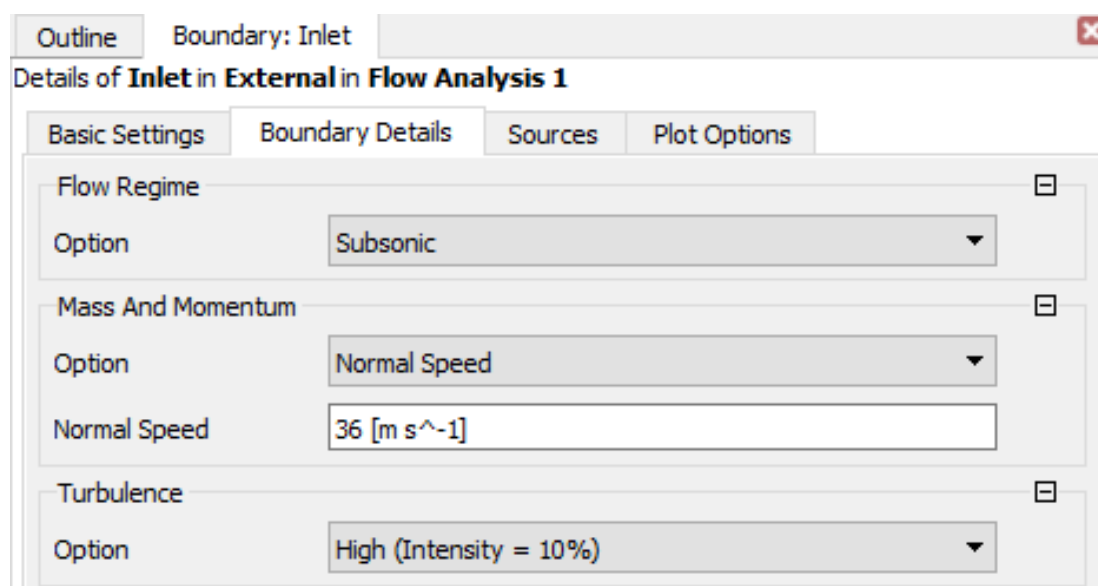 Outline Boundary: Inlet
Details of Inlet in External in Flow Analysis 1
Basic Settings Boundary Details Sources Plot Options
Flow Regime
Option Subsonic
Mass And Momentum
Option Normal Speed
Normal Speed 36 [m s^-1]
Turbulence
Option High (Intensity = 10%)